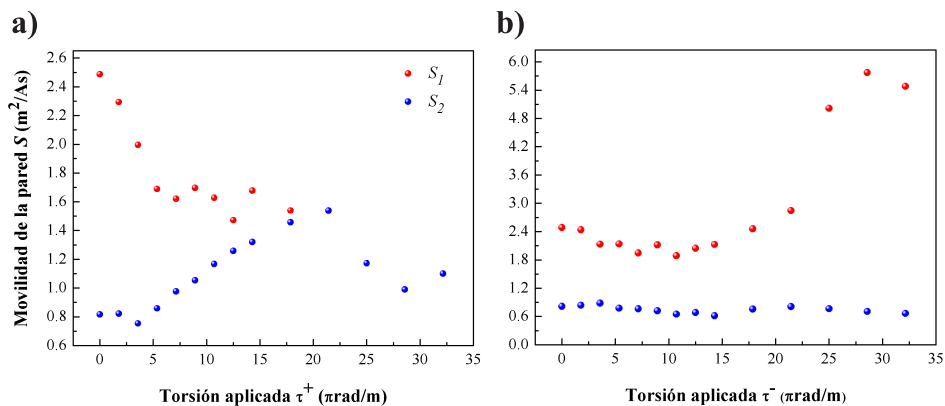 a)
b)
Movilidad de la pared S (m²/As)
2.6
2.4
2.2
2.0
1.8
1.6
1.4
1.2
1.0
0.8
0.6
S₁
S₂
0 5 10 15 20 25 30 35
Torsión aplicada τ⁺ (πrad/m)
6.0
5.4
4.8
4.2
3.6
3.0
2.4
1.8
1.2
0.6
0.0
0 5 10 15 20 25 30 35
Torsión aplicada τ⁻ (πrad/m)